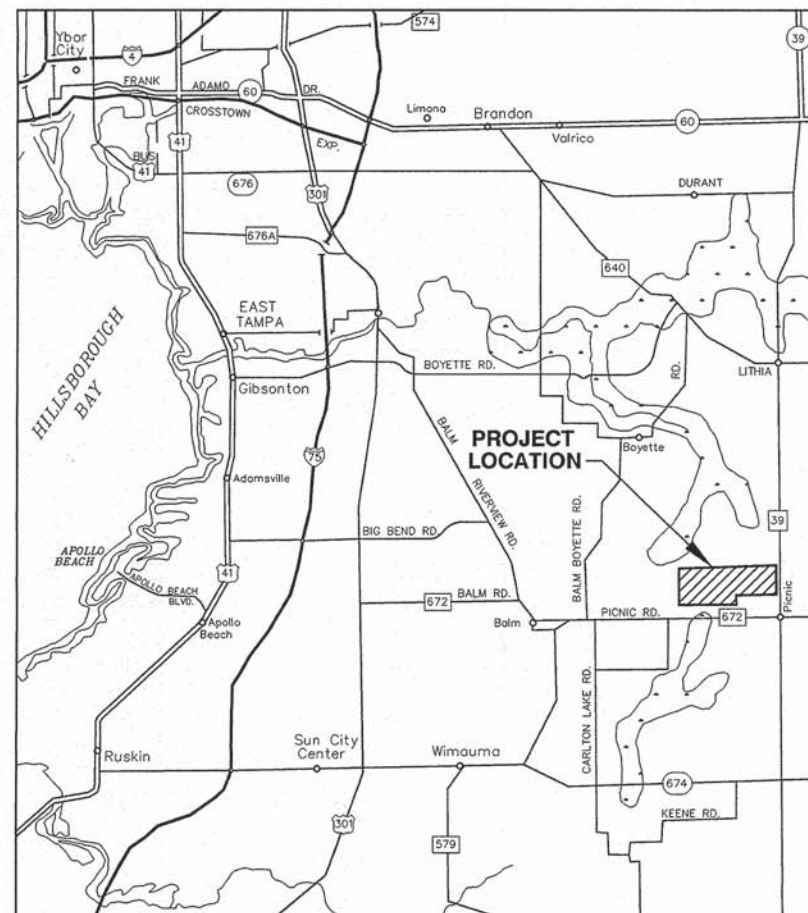 574
39
Ybor
City
4
FRANK
ADAMO
60
DR.
Limona
Brandon
Valrico
60
CROSSTOWN
EXP.
41
BUS
41
676
301
DURANT
676A
640
EAST
TAMPA
HILLSBOROUGH
BAY
BOYETTE RD.
RD.
LITHIA
Gibsonton
BALM
RIVERVIEW RD.
PROJECT
LOCATION
Boyette
75
Adamsville
BIG BEND RD
BALM BOYETTE RD.
39
APOLLO
BEACH
APOLLO BEACH
BLVD.
41
672
BALM RD.
Picnic
Apollo
Beach
Balm
PICNIC RD.
672
CARLTON LAKE RD.
Ruskin
Sun City
Center
Wimauma
674
KEENE RD.
301
579